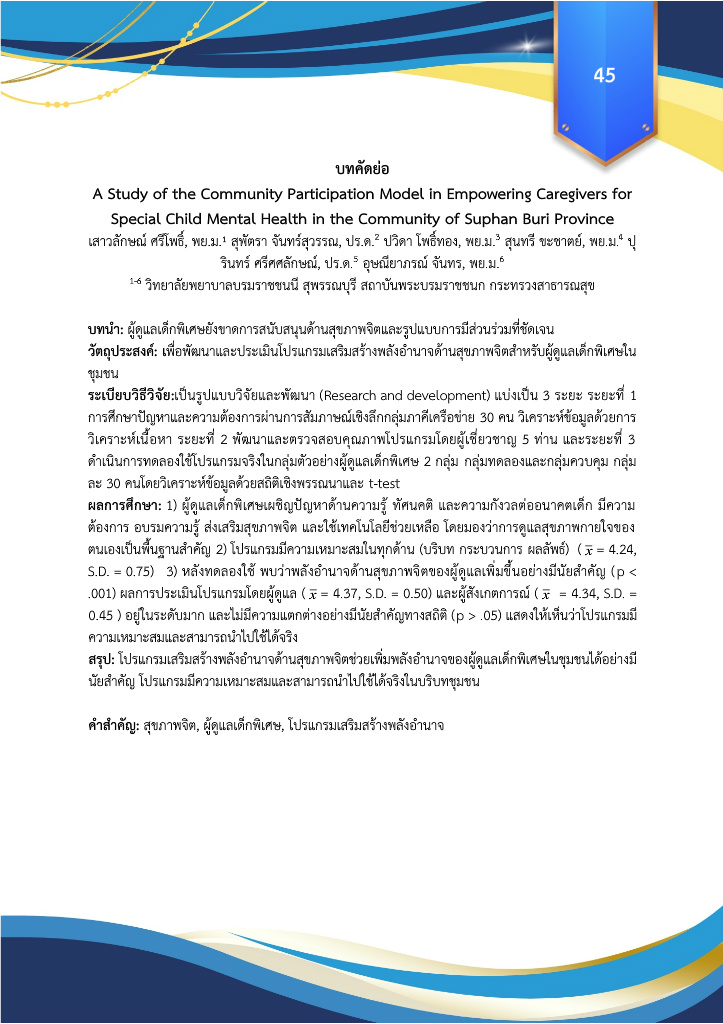 45
บทคัดย่อ
A Study of the Community Participation Model in Empowering Caregivers for
Special Child Mental Health in the Community of Suphan Buri Province
เสาวลักษณ์ ศรีโพธิ์, พย.ม.¹ สุพัตรา จันทร์สุวรรณ, ปร.ด.² ปวิดา โพธิ์ทอง, พย.ม.³ สุนทรี ขะชาตย์, พย.ม.⁴ ปุ
รินทร์ ศรีศศลักษณ์, ปร.ด.⁵ อุษณียาภรณ์ จันทร, พย.ม.⁶
¹⁻⁶ วิทยาลัยพยาบาลบรมราชชนนี สุพรรณบุรี สถาบันพระบรมราชชนก กระทรวงสาธารณสุข
บทนำ: ผู้ดูแลเด็กพิเศษยังขาดการสนับสนุนด้านสุขภาพจิตและรูปแบบการมีส่วนร่วมที่ชัดเจน
วัตถุประสงค์: เพื่อพัฒนาและประเมินโปรแกรมเสริมสร้างพลังอำนาจด้านสุขภาพจิตสำหรับผู้ดูแลเด็กพิเศษใน
ชุมชน
ระเบียบวิธีวิจัย:เป็นรูปแบบวิจัยและพัฒนา (Research and development) แบ่งเป็น 3 ระยะ ระยะที่ 1
การศึกษาปัญหาและความต้องการผ่านการสัมภาษณ์เชิงลึกกลุ่มภาคีเครือข่าย 30 คน วิเคราะห์ข้อมูลด้วยการ
วิเคราะห์เนื้อหา ระยะที่ 2 พัฒนาและตรวจสอบคุณภาพโปรแกรมโดยผู้เชี่ยวชาญ 5 ท่าน และระยะที่ 3
ดำเนินการทดลองใช้โปรแกรมจริงในกลุ่มตัวอย่างผู้ดูแลเด็กพิเศษ 2 กลุ่ม กลุ่มทดลองและกลุ่มควบคุม กลุ่ม
ละ 30 คนโดยวิเคราะห์ข้อมูลด้วยสถิติเชิงพรรณนาและ t-test
ผลการศึกษา: 1) ผู้ดูแลเด็กพิเศษเผชิญปัญหาด้านความรู้ ทัศนคติ และความกังวลต่ออนาคตเด็ก มีความ
ต้องการ อบรมความรู้ ส่งเสริมสุขภาพจิต และใช้เทคโนโลยีช่วยเหลือ โดยมองว่าการดูแลสุขภาพกายใจของ
ตนเองเป็นพื้นฐานสำคัญ 2) โปรแกรมมีความเหมาะสมในทุกด้าน (บริบท กระบวนการ ผลลัพธ์) ( x̅ = 4.24,
S.D. = 0.75) 3) หลังทดลองใช้ พบว่าพลังอำนาจด้านสุขภาพจิตของผู้ดูแลเพิ่มขึ้นอย่างมีนัยสำคัญ (p <
.001) ผลการประเมินโปรแกรมโดยผู้ดูแล ( x̅ = 4.37, S.D. = 0.50) และผู้สังเกตการณ์ ( x̅ = 4.34, S.D. =
0.45 ) อยู่ในระดับมาก และไม่มีความแตกต่างอย่างมีนัยสำคัญทางสถิติ (p > .05) แสดงให้เห็นว่าโปรแกรมมี
ความเหมาะสมและสามารถนำไปใช้ได้จริง
สรุป: โปรแกรมเสริมสร้างพลังอำนาจด้านสุขภาพจิตช่วยเพิ่มพลังอำนาจของผู้ดูแลเด็กพิเศษในชุมชนได้อย่างมี
นัยสำคัญ โปรแกรมมีความเหมาะสมและสามารถนำไปใช้ได้จริงในบริบทชุมชน
คำสำคัญ: สุขภาพจิต, ผู้ดูแลเด็กพิเศษ, โปรแกรมเสริมสร้างพลังอำนาจ